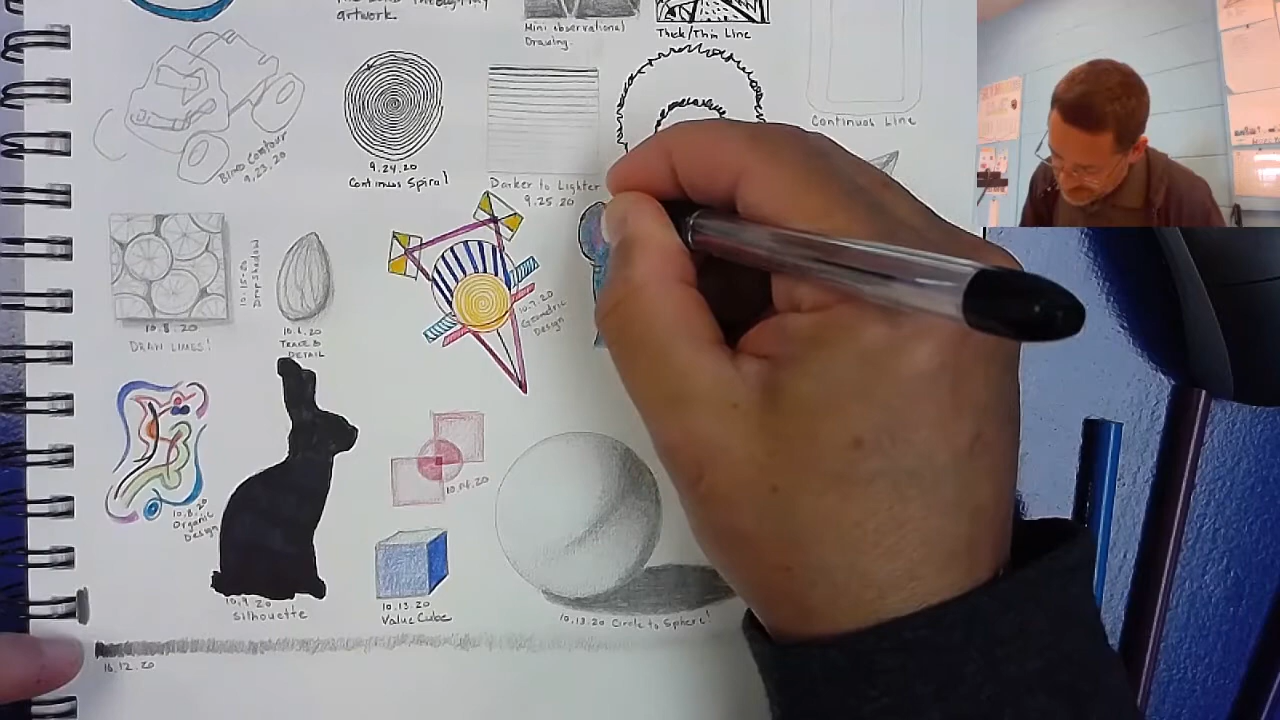 artwork.
Mini observational
Drawing.
Thick/Thin Line
Continuos Line
Blind Contour
9.23.20
9.24.20
Continuos Spiral
Darker to Lighter
9.25.20
10.8.20
DRAW LIMES!
10.6.20
TRACE &
DETAIL
10.7.20
Geometric
Design
10.8.20
Organic
Design
10.9.20
Silhouette
10.14.20
10.13.20
Value Cube
10.13.20 Circle to Sphere!
10.12.20